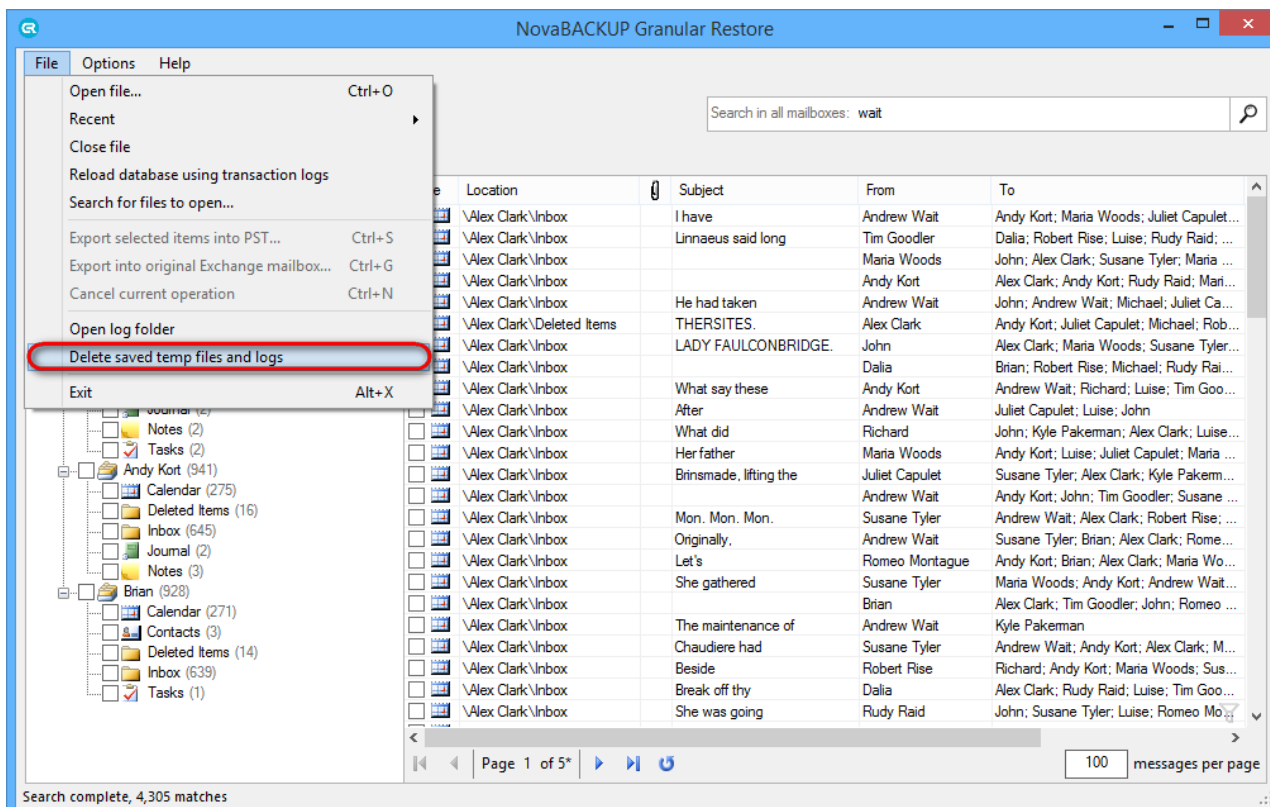 NovaBACKUP Granular Restore
File Options Help
Open file... Ctrl+O
Recent
Close file
Reload database using transaction logs
Search for files to open...
Export selected items into PST... Ctrl+S
Export into original Exchange mailbox... Ctrl+G
Cancel current operation Ctrl+N
Open log folder
Delete saved temp files and logs
Exit Alt+X
Search in all mailboxes: wait
Journal (2)
Notes (2)
Tasks (2)
Andy Kort (941)
Calendar (275)
Deleted Items (16)
Inbox (645)
Journal (2)
Notes (3)
Brian (928)
Calendar (271)
Contacts (3)
Deleted Items (14)
Inbox (639)
Tasks (1)
Location Subject From To
\Alex Clark\Inbox I have Andrew Wait Andy Kort; Maria Woods; Juliet Capulet...
\Alex Clark\Inbox Linnaeus said long Tim Goodler Dalia; Robert Rise; Luise; Rudy Raid; ...
\Alex Clark\Inbox Maria Woods John; Alex Clark; Susane Tyler; Maria ...
\Alex Clark\Inbox Andy Kort Alex Clark; Andy Kort; Rudy Raid; Mari...
\Alex Clark\Inbox He had taken Andrew Wait John; Andrew Wait; Michael; Juliet Ca...
\Alex Clark\Deleted Items THERSITES. Alex Clark Andy Kort; Juliet Capulet; Michael; Rob...
\Alex Clark\Inbox LADY FAULCONBRIDGE. John Alex Clark; Maria Woods; Susane Tyler...
\Alex Clark\Inbox Dalia Brian; Robert Rise; Michael; Rudy Rai...
\Alex Clark\Inbox What say these Andy Kort Andrew Wait; Richard; Luise; Tim Goo...
\Alex Clark\Inbox After Andrew Wait Juliet Capulet; Luise; John
\Alex Clark\Inbox What did Richard John; Kyle Pakerman; Alex Clark; Luise...
\Alex Clark\Inbox Her father Maria Woods Andy Kort; Luise; Juliet Capulet; Maria ...
\Alex Clark\Inbox Brinsmade, lifting the Juliet Capulet Susane Tyler; Alex Clark; Kyle Pakerm...
\Alex Clark\Inbox Andrew Wait Andy Kort; John; Tim Goodler; Susane ...
\Alex Clark\Inbox Mon. Mon. Mon. Susane Tyler Andrew Wait; Alex Clark; Robert Rise; ...
\Alex Clark\Inbox Originally, Andrew Wait Susane Tyler; Brian; Alex Clark; Rome...
\Alex Clark\Inbox Let's Romeo Montague Andy Kort; Brian; Alex Clark; Maria Wo...
\Alex Clark\Inbox She gathered Susane Tyler Maria Woods; Andy Kort; Andrew Wait...
\Alex Clark\Inbox Brian Alex Clark; Tim Goodler; John; Romeo ...
\Alex Clark\Inbox The maintenance of Andrew Wait Kyle Pakerman
\Alex Clark\Inbox Chaudiere had Susane Tyler Andrew Wait; Andy Kort; Alex Clark; M...
\Alex Clark\Inbox Beside Robert Rise Richard; Andy Kort; Maria Woods; Sus...
\Alex Clark\Inbox Break off thy Dalia Alex Clark; Rudy Raid; Luise; Tim Goo...
\Alex Clark\Inbox She was going Rudy Raid John; Susane Tyler; Luise; Romeo Mo...
Page 1 of 5* 100 messages per page
Search complete, 4,305 matches